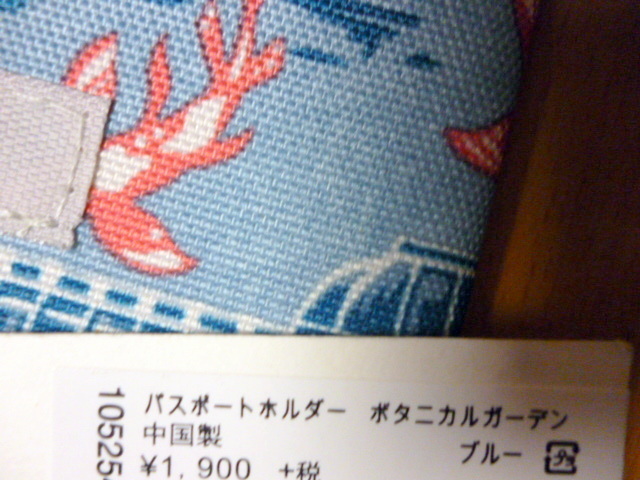 パスポートホルダー ボタニカルガーデン
中国製 ブルー
¥1,900 +税
105254